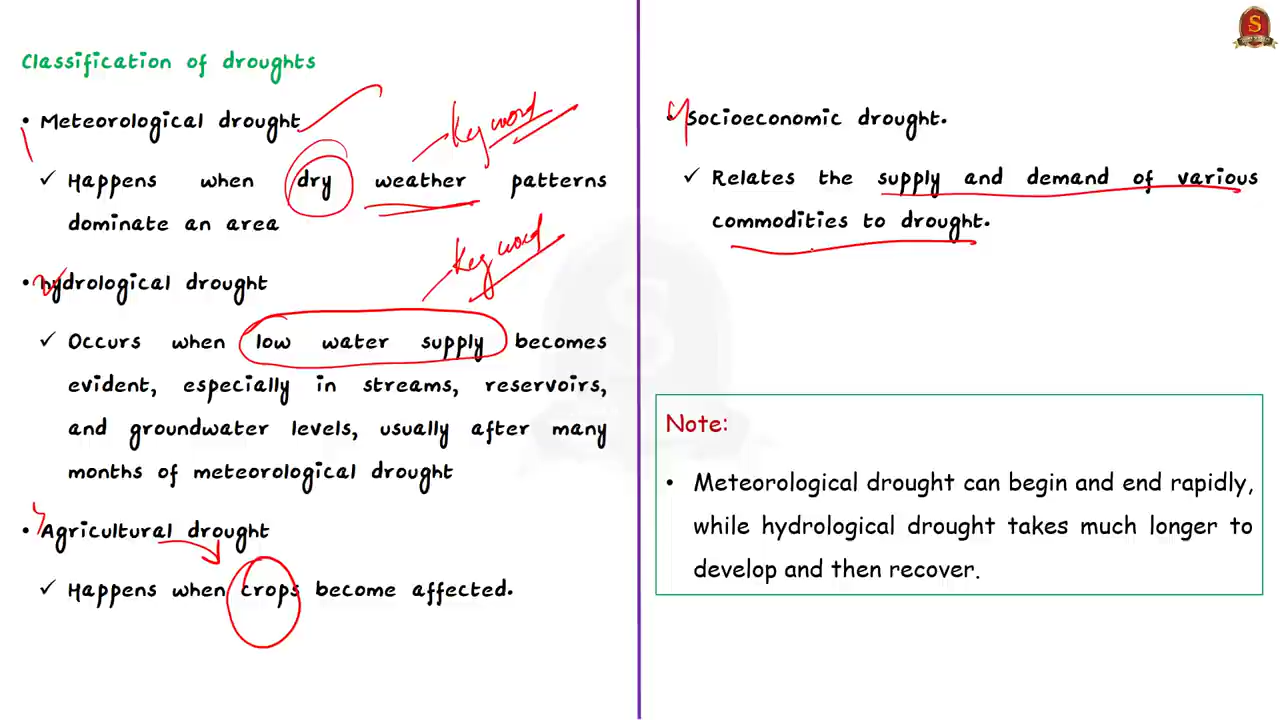 Classification of droughts
• Meteorological drought
1
Key word
✓ Happens when dry weather patterns
dominate an area
Key word
• hydrological drought
2
✓ Occurs when low water supply becomes
evident, especially in streams, reservoirs,
and groundwater levels, usually after many
months of meteorological drought
• Agricultural drought
3
✓ Happens when crops become affected.
4
• Socioeconomic drought.
✓ Relates the supply and demand of various
commodities to drought.
Note:
• Meteorological drought can begin and end rapidly,
while hydrological drought takes much longer to
develop and then recover.
S